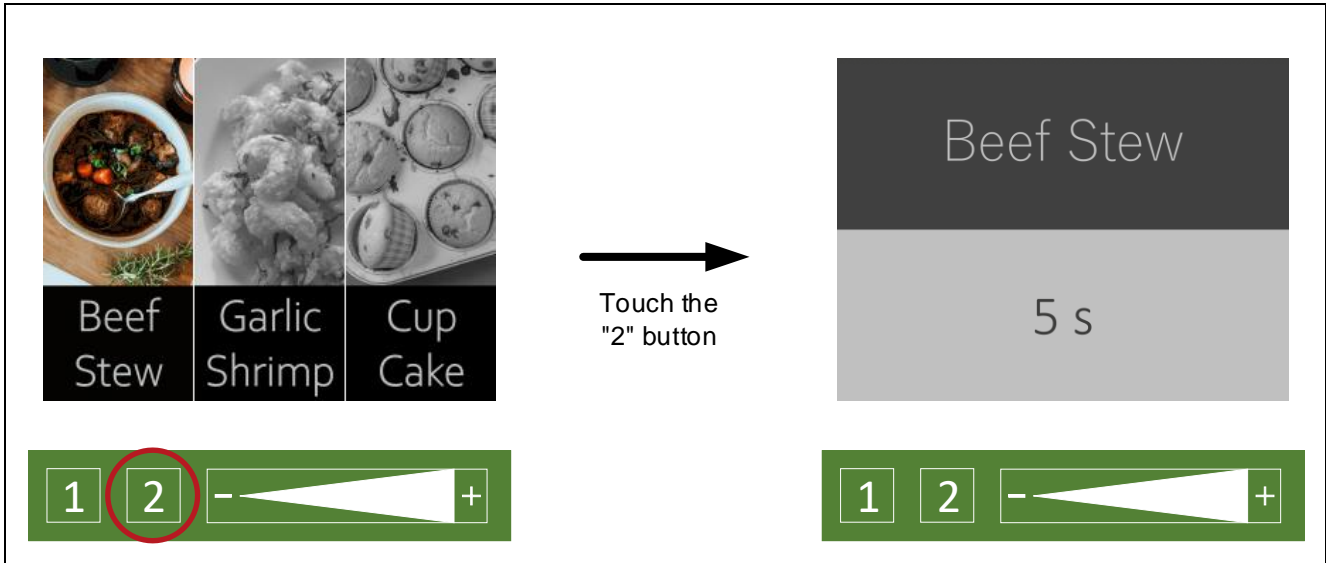 Beef
Stew
Garlic
Shrimp
Cup
Cake
Touch the
"2" button
Beef Stew
5 s
1 2 - +
1 2 - +